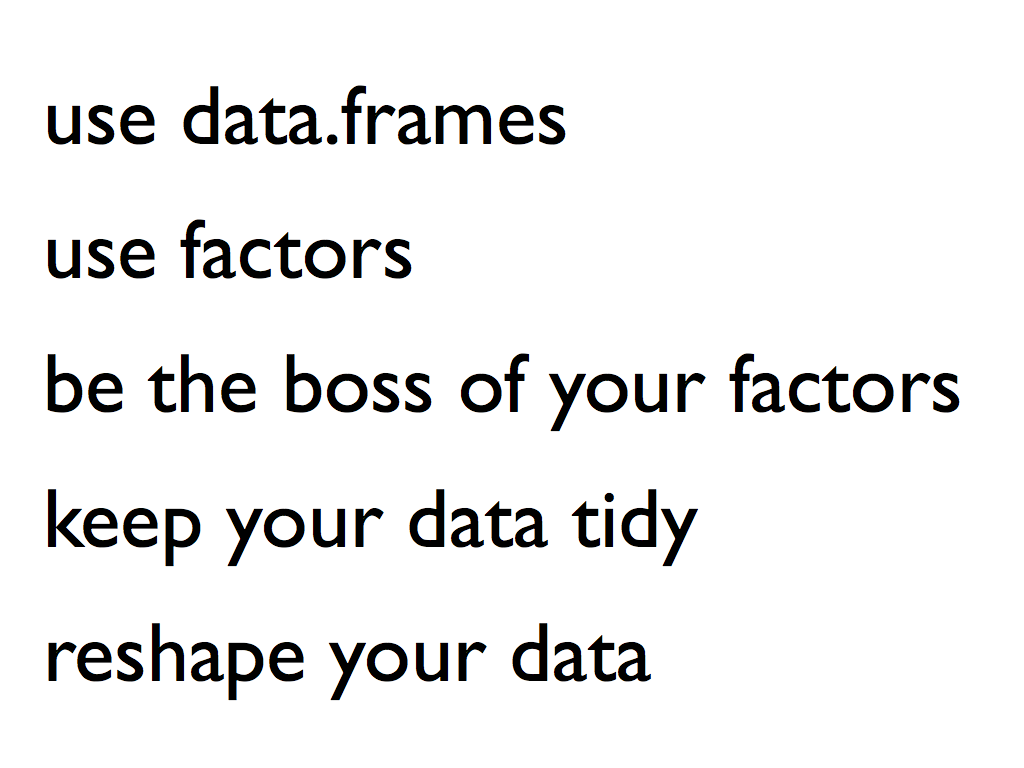 use data.frames
use factors
be the boss of your factors
keep your data tidy
reshape your data